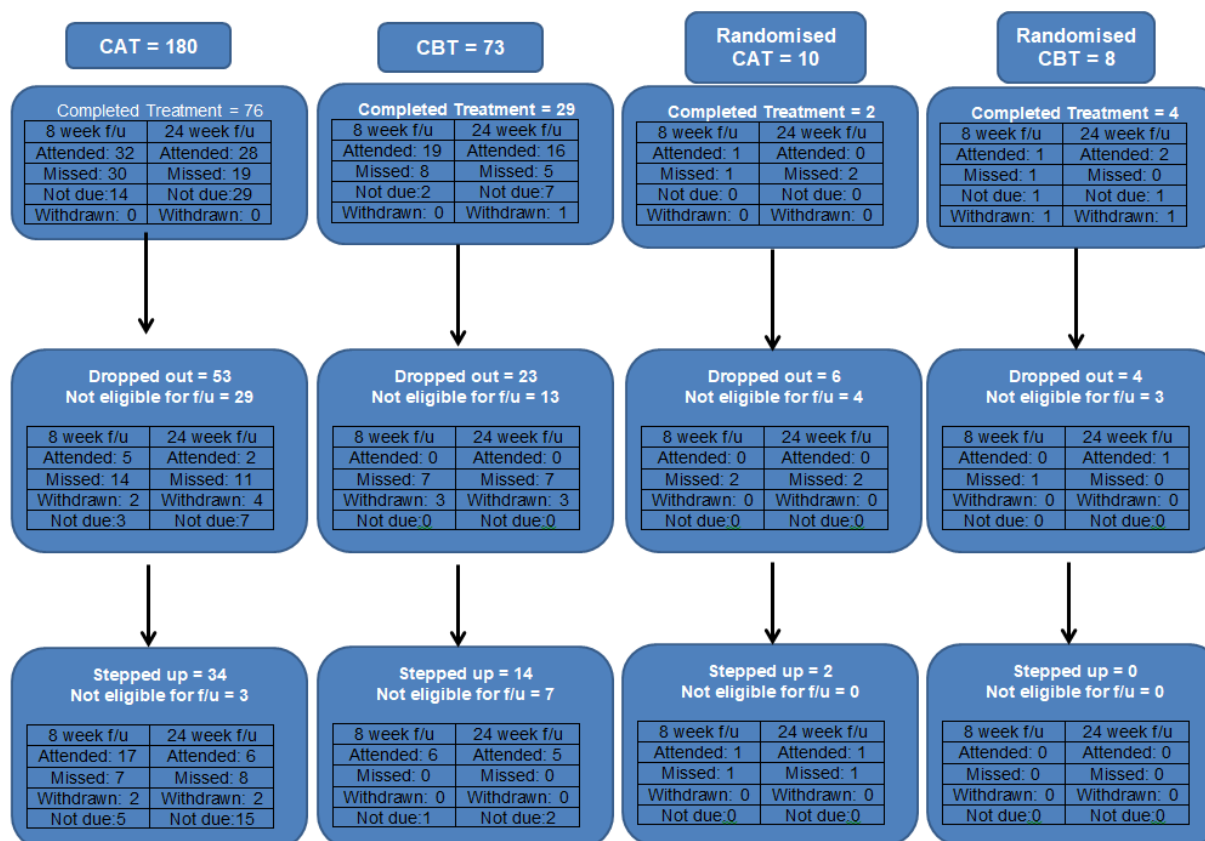 CAT = 180
CBT = 73
Randomised
CAT = 10
Randomised
CBT = 8
Completed Treatment = 76
8 week f/u 24 week f/u
Attended: 32 Attended: 28
Missed: 30 Missed: 19
Not due:14 Not due:29
Withdrawn: 0 Withdrawn: 0
Completed Treatment = 29
8 week f/u 24 week f/u
Attended: 19 Attended: 16
Missed: 8 Missed: 5
Not due:2 Not due:7
Withdrawn: 0 Withdrawn: 1
Completed Treatment = 2
8 week f/u 24 week f/u
Attended: 1 Attended: 0
Missed: 1 Missed: 2
Not due: 0 Not due: 0
Withdrawn: 0 Withdrawn: 0
Completed Treatment = 4
8 week f/u 24 week f/u
Attended: 1 Attended: 2
Missed: 1 Missed: 0
Not due: 1 Not due: 1
Withdrawn: 1 Withdrawn: 1
Dropped out = 53
Not eligible for f/u = 29
8 week f/u 24 week f/u
Attended: 5 Attended: 2
Missed: 14 Missed: 11
Withdrawn: 2 Withdrawn: 4
Not due:3 Not due:7
Dropped out = 23
Not eligible for f/u = 13
8 week f/u 24 week f/u
Attended: 0 Attended: 0
Missed: 7 Missed: 7
Withdrawn: 3 Withdrawn: 3
Not due:0 Not due:0
Dropped out = 6
Not eligible for f/u = 4
8 week f/u 24 week f/u
Attended: 0 Attended: 0
Missed: 2 Missed: 2
Withdrawn: 0 Withdrawn: 0
Not due:0 Not due:0
Dropped out = 4
Not eligible for f/u = 3
8 week f/u 24 week f/u
Attended: 0 Attended: 1
Missed: 1 Missed: 0
Withdrawn: 0 Withdrawn: 0
Not due: 0 Not due:0
Stepped up = 34
Not eligible for f/u = 3
8 week f/u 24 week f/u
Attended: 17 Attended: 6
Missed: 7 Missed: 8
Withdrawn: 2 Withdrawn: 2
Not due:5 Not due:15
Stepped up = 14
Not eligible for f/u = 7
8 week f/u 24 week f/u
Attended: 6 Attended: 5
Missed: 0 Missed: 0
Withdrawn: 0 Withdrawn: 0
Not due:1 Not due:2
Stepped up = 2
Not eligible for f/u = 0
8 week f/u 24 week f/u
Attended: 1 Attended: 1
Missed: 1 Missed: 1
Withdrawn: 0 Withdrawn: 0
Not due:0 Not due:0
Stepped up = 0
Not eligible for f/u = 0
8 week f/u 24 week f/u
Attended: 0 Attended: 0
Missed: 0 Missed: 0
Withdrawn: 0 Withdrawn: 0
Not due:0 Not due:0